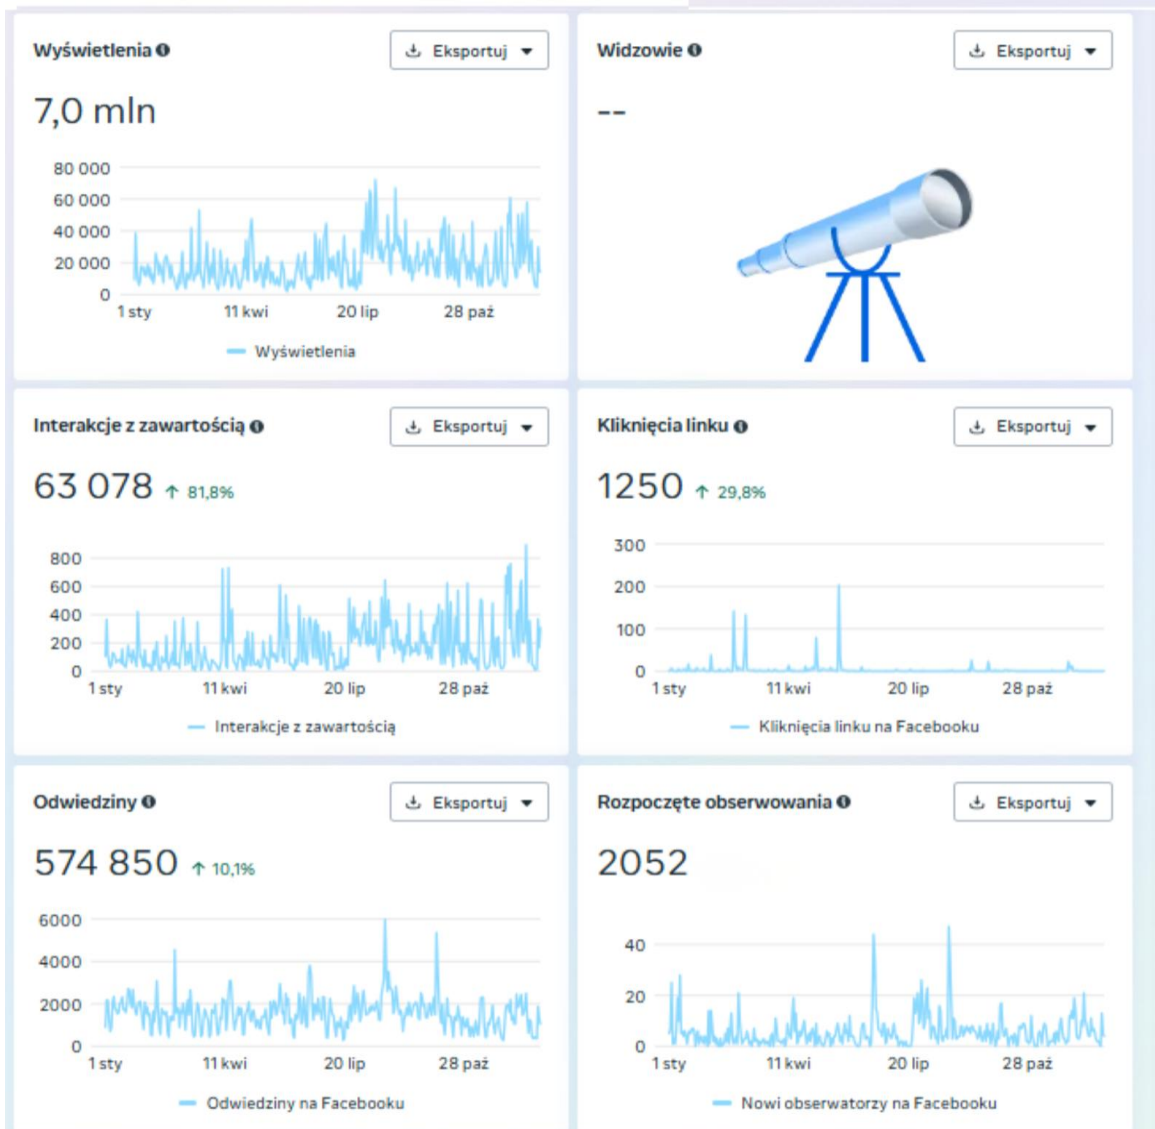 Wyświetlenia
Eksportuj
7,0 mln
80 000
60 000
40 000
20 000
0
1 sty 11 kwi 20 lip 28 paź
Wyświetlenia
Widzowie
Eksportuj
--
Interakcje z zawartością
Eksportuj
63 078 ↑ 81,8%
800
600
400
200
0
1 sty 11 kwi 20 lip 28 paź
Interakcje z zawartością
Kliknięcia linku
Eksportuj
1250 ↑ 29,8%
300
200
100
0
1 sty 11 kwi 20 lip 28 paź
Kliknięcia linku na Facebooku
Odwiedziny
Eksportuj
574 850 ↑ 10,1%
6000
4000
2000
0
1 sty 11 kwi 20 lip 28 paź
Odwiedziny na Facebooku
Rozpoczęte obserwowania
Eksportuj
2052
40
20
0
1 sty 11 kwi 20 lip 28 paź
Nowi obserwatorzy na Facebooku